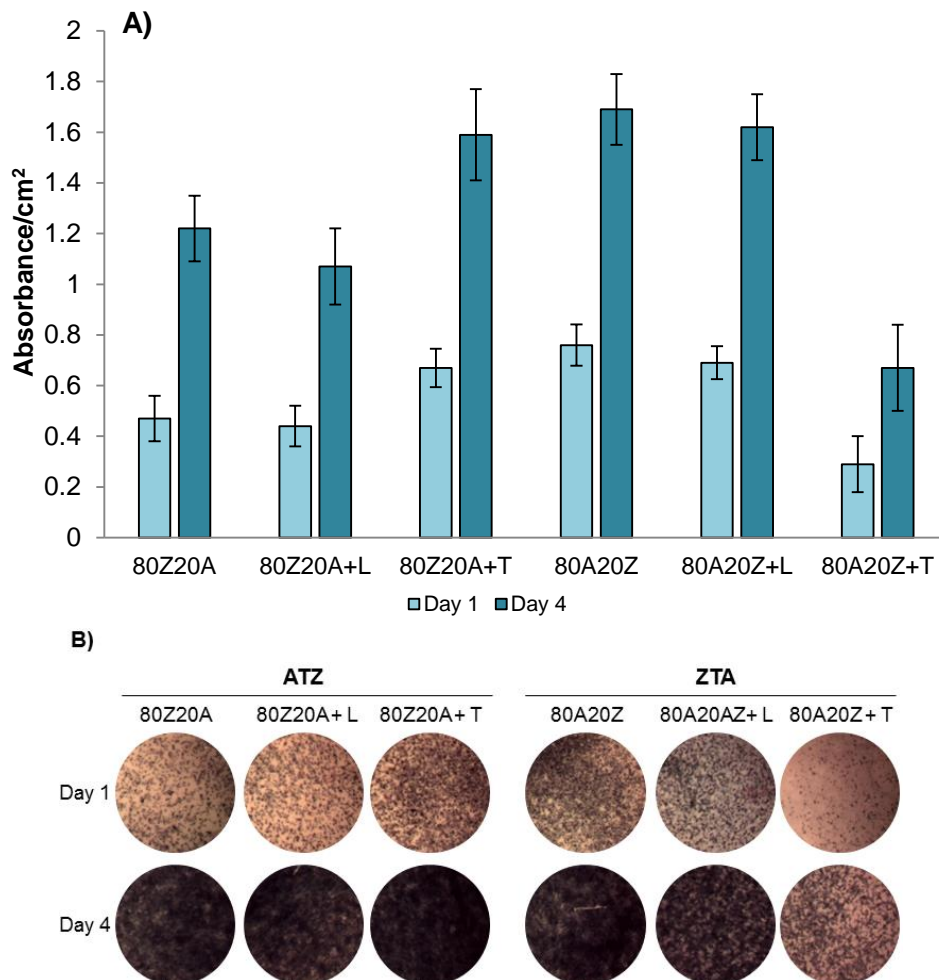 A)
2
1.8
1.6
1.4
1.2
1
0.8
0.6
0.4
0.2
0
Absorbance/cm²
80Z20A 80Z20A+L 80Z20A+T 80A20Z 80A20Z+L 80A20Z+T
Day 1 Day 4
B)
ATZ ZTA
80Z20A 80Z20A+ L 80Z20A+ T 80A20Z 80A20AZ+ L 80A20Z+ T
Day 1
Day 4